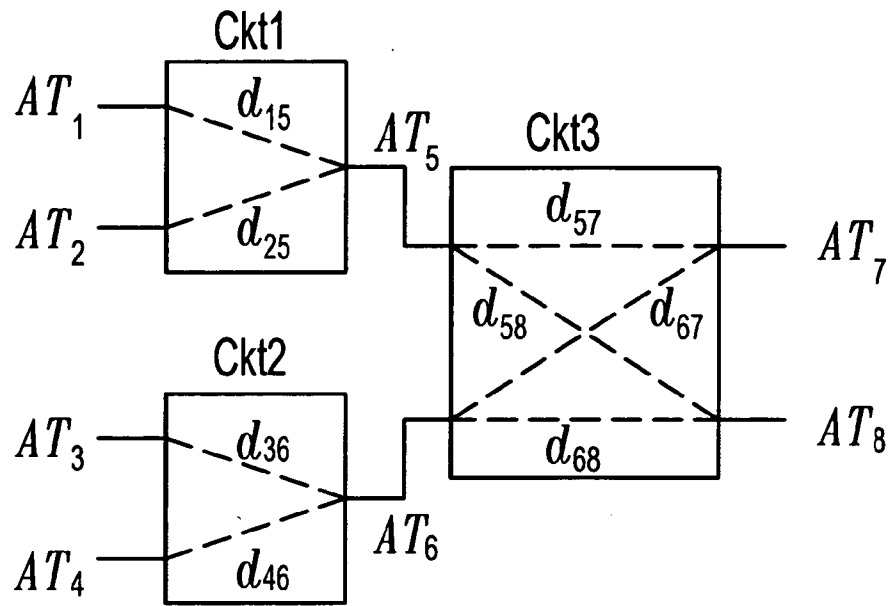 Ckt1
AT1
d15
AT5
AT2
d25
Ckt3
d57
AT7
d58
d67
Ckt2
AT3
d36
AT8
d68
AT6
AT4
d46